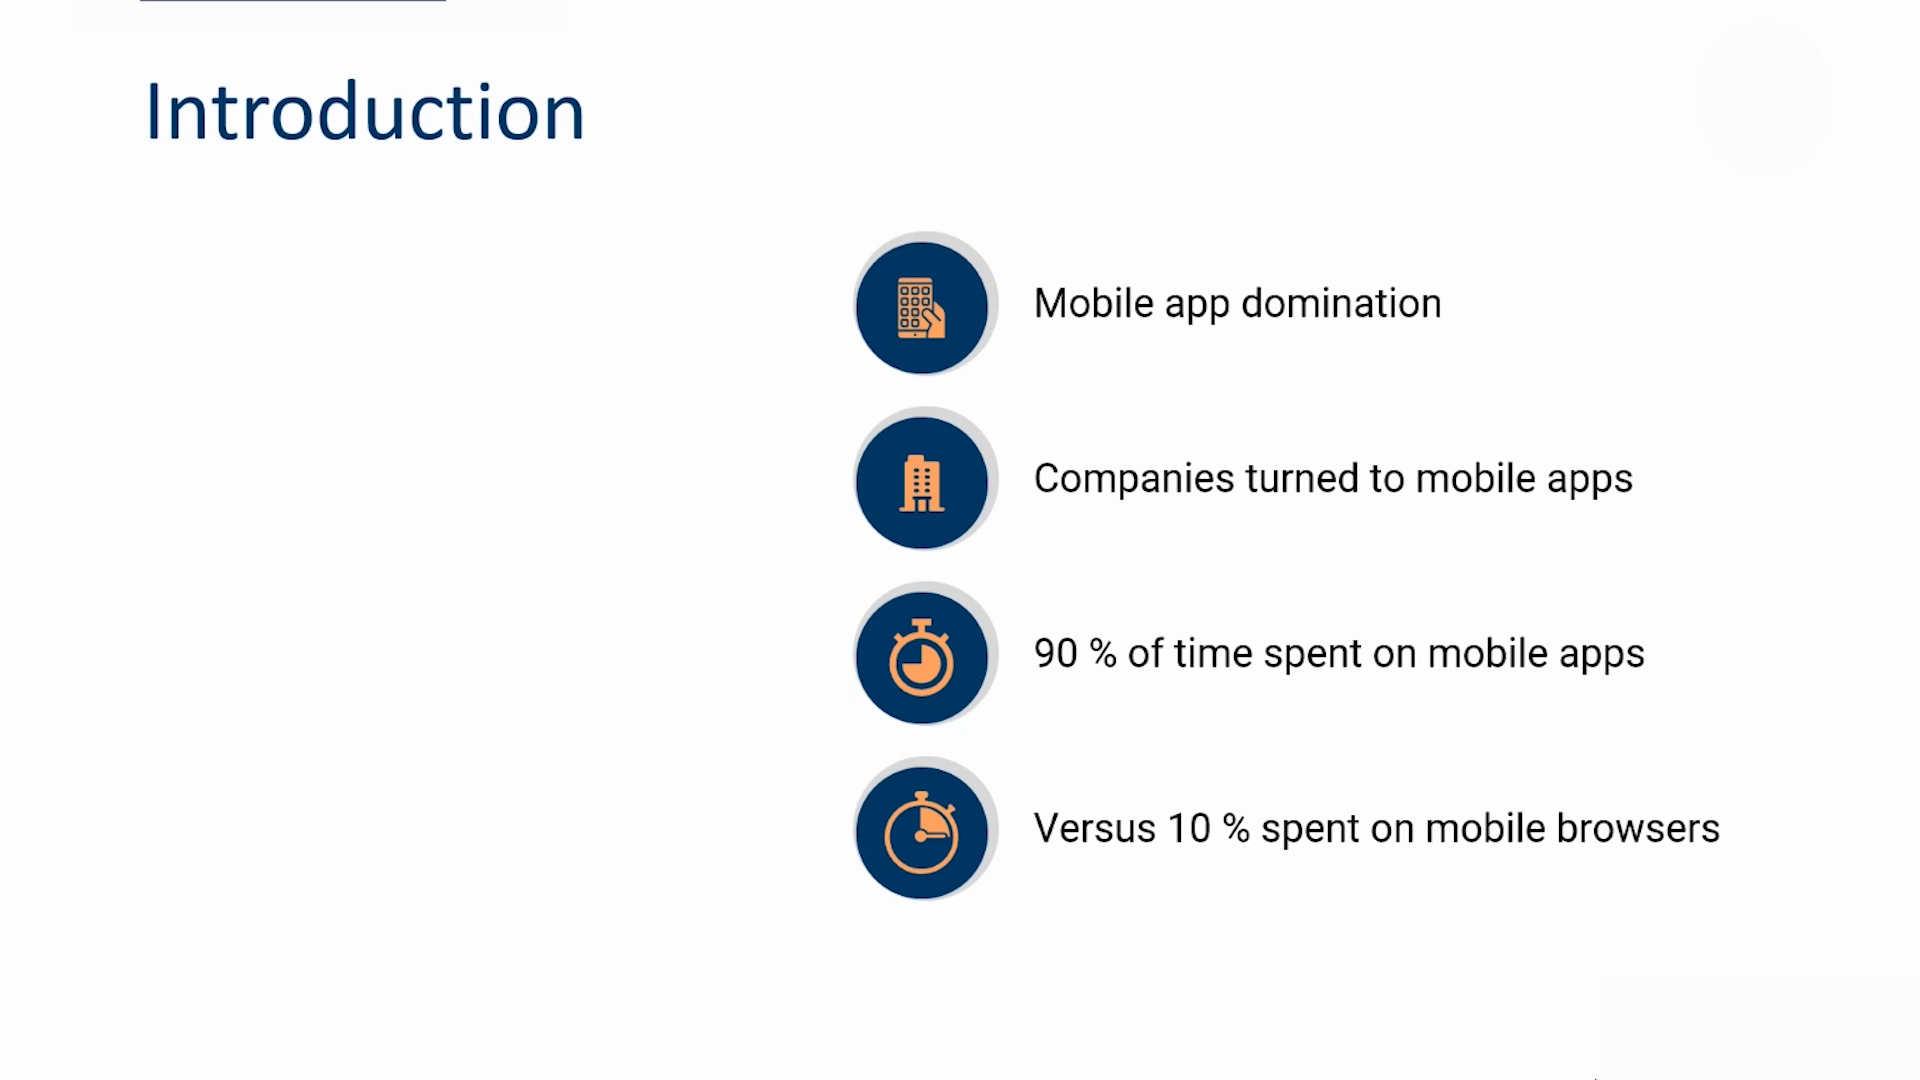 Introduction
Mobile app domination
Companies turned to mobile apps
90 % of time spent on mobile apps
Versus 10 % spent on mobile browsers